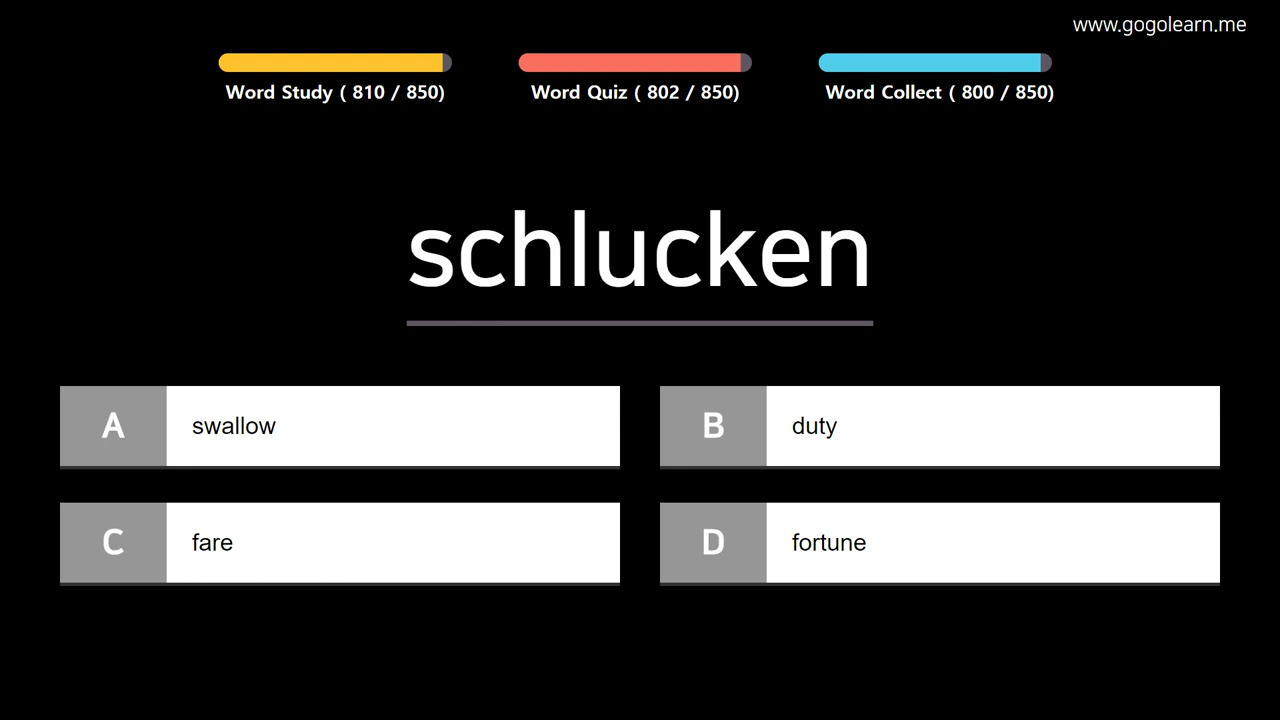 www.gogolearn.me
Word Study ( 810 / 850)
Word Quiz ( 802 / 850)
Word Collect ( 800 / 850)
schlucken
A swallow
B duty
C fare
D fortune